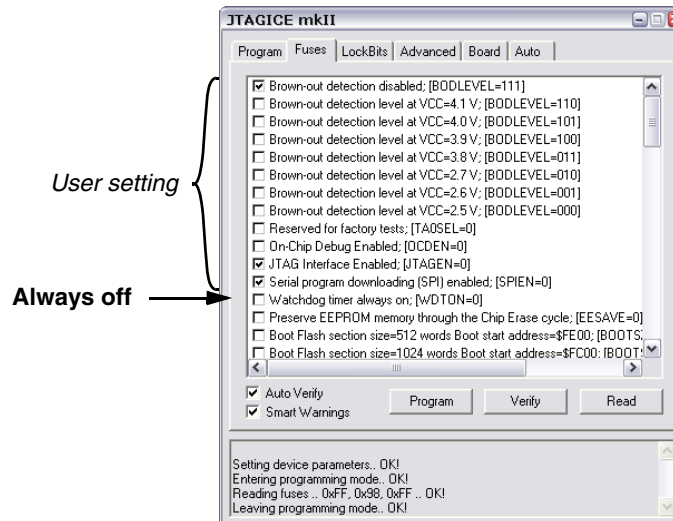 JTAGICE mkII
Program Fuses LockBits Advanced Board Auto
Brown-out detection disabled; [BODLEVEL=111]
Brown-out detection level at VCC=4.1 V; [BODLEVEL=110]
Brown-out detection level at VCC=4.0 V; [BODLEVEL=101]
Brown-out detection level at VCC=3.9 V; [BODLEVEL=100]
Brown-out detection level at VCC=3.8 V; [BODLEVEL=011]
Brown-out detection level at VCC=2.7 V; [BODLEVEL=010]
Brown-out detection level at VCC=2.6 V; [BODLEVEL=001]
Brown-out detection level at VCC=2.5 V; [BODLEVEL=000]
Reserved for factory tests; [TA0SEL=0]
On-Chip Debug Enabled; [OCDEN=0]
JTAG Interface Enabled; [JTAGEN=0]
Serial program downloading (SPI) enabled; [SPIEN=0]
Watchdog timer always on; [WDTON=0]
Preserve EEPROM memory through the Chip Erase cycle; [EESAVE=0]
Boot Flash section size=512 words Boot start address=$FE00; [BOOTS
Boot Flash section size=1024 words Boot start address=$FC00; [BOOTS
User setting
Always off
Auto Verify
Smart Warnings
Program Verify Read
Setting device parameters.. OK!
Entering programming mode.. OK!
Reading fuses .. 0xFF, 0x98, 0xFF .. OK!
Leaving programming mode.. OK!